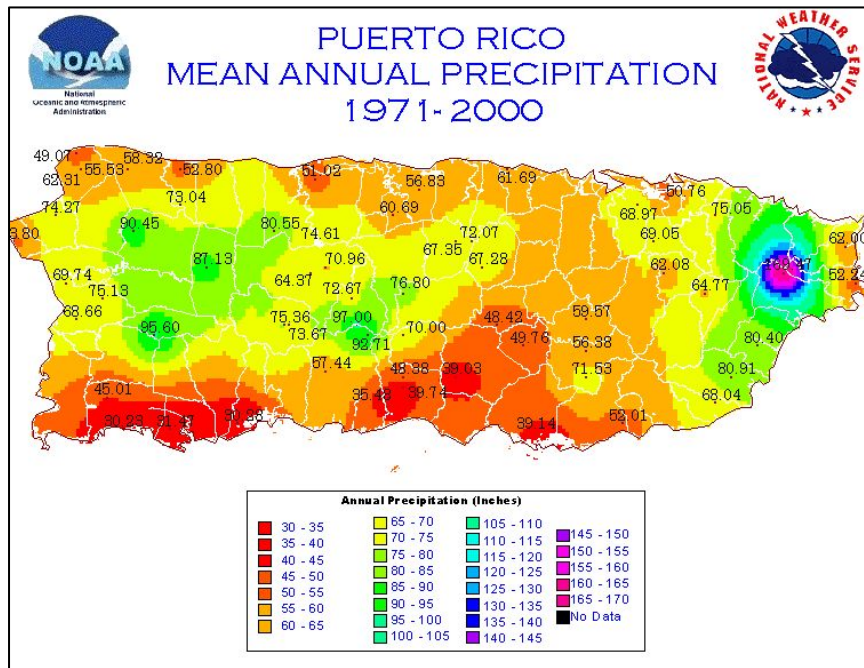 PUERTO RICO
MEAN ANNUAL PRECIPITATION
1971-2000
NOAA
National
Oceanic and Atmospheric
Administration
NATIONAL WEATHER SERVICE
49.07
58.32
55.53
52.80
51.02
61.69
62.31
56.83
50.76
73.04
74.27
60.69
68.97
75.05
90.45
80.55
3.80
74.61
72.07
69.05
62.00
67.35
87.13
70.96
67.28
62.08
69.74
64.37
52.24
75.13
72.67
76.80
64.77
68.66
97.00
59.57
75.36
48.42
95.60
73.67
70.00
92.71
49.76
56.38
80.40
57.44
48.38
39.03
71.53
80.91
45.01
35.48
39.74
68.04
30.23
31.47
30.38
39.14
52.01
Annual Precipitation (Inches)
30 - 35
35 - 40
40 - 45
45 - 50
50 - 55
55 - 60
60 - 65
65 - 70
70 - 75
75 - 80
80 - 85
85 - 90
90 - 95
95 - 100
100 - 105
105 - 110
110 - 115
115 - 120
120 - 125
125 - 130
130 - 135
135 - 140
140 - 145
145 - 150
150 - 155
155 - 160
160 - 165
165 - 170
No Data